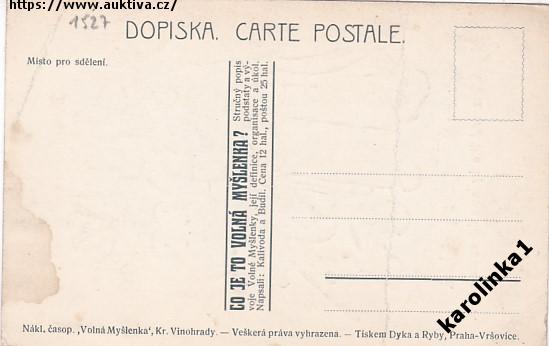 https://www.auktiva.cz/
1527
DOPISKA. CARTE POSTALE.
Místo pro sdělení.
CO JE TO VOLNÁ MYŠLENKA? Stručný popis
podstaty a vý-
voje Volné Myšlenky, její definice, organisace a úkol.
Napsali: Kalivoda a Budil. Cena 12 hal., poštou 25 hal.
karolinka1
Nákl. časop. ‚Volná Myšlenka‘, Kr. Vinohrady. — Veškerá práva vyhrazena. — Tiskem Dyka a Ryby, Praha-Vršovice.